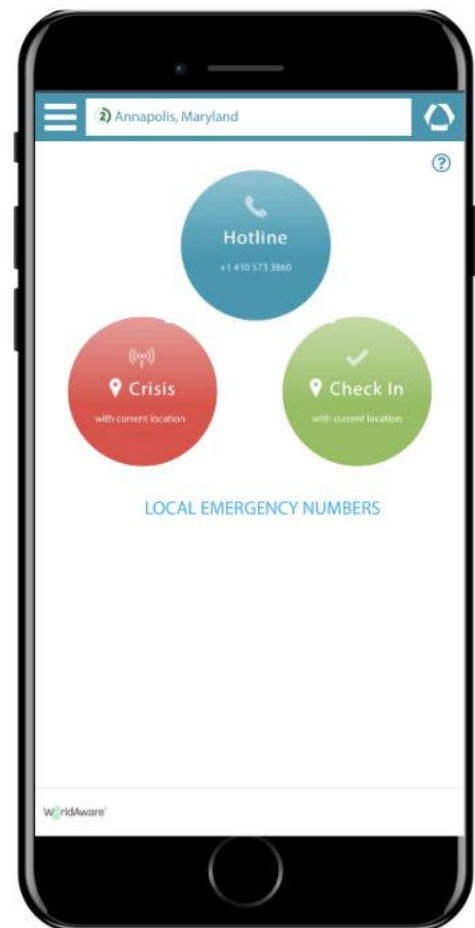 2 Annapolis, Maryland
?
Hotline
+1 410 573 3860
Crisis
with current location
Check In
with current location
LOCAL EMERGENCY NUMBERS
WorldAware